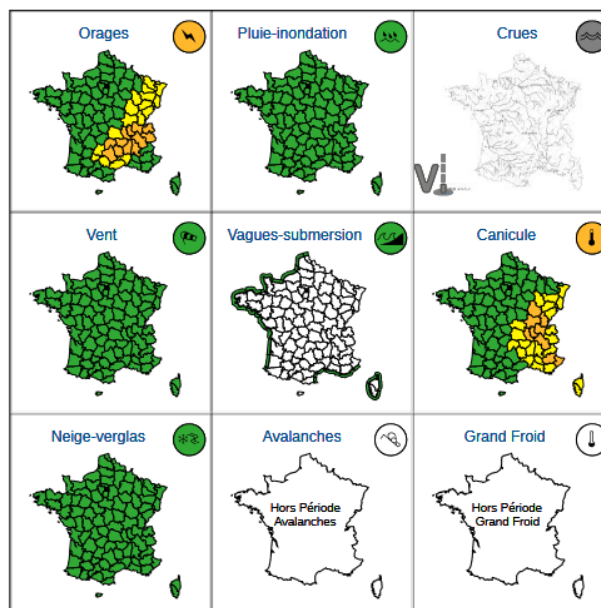 Orages
Pluie-inondation
Crues
Vent
Vagues-submersion
Canicule
Neige-verglas
Avalanches
Grand Froid
Hors Période
Avalanches
Hors Période
Grand Froid